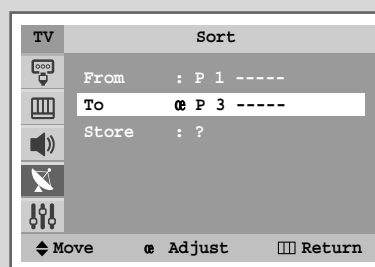 TV Sort
From : P 1 -----
To œ P 3 -----
Store : ?
Move œ Adjust Return